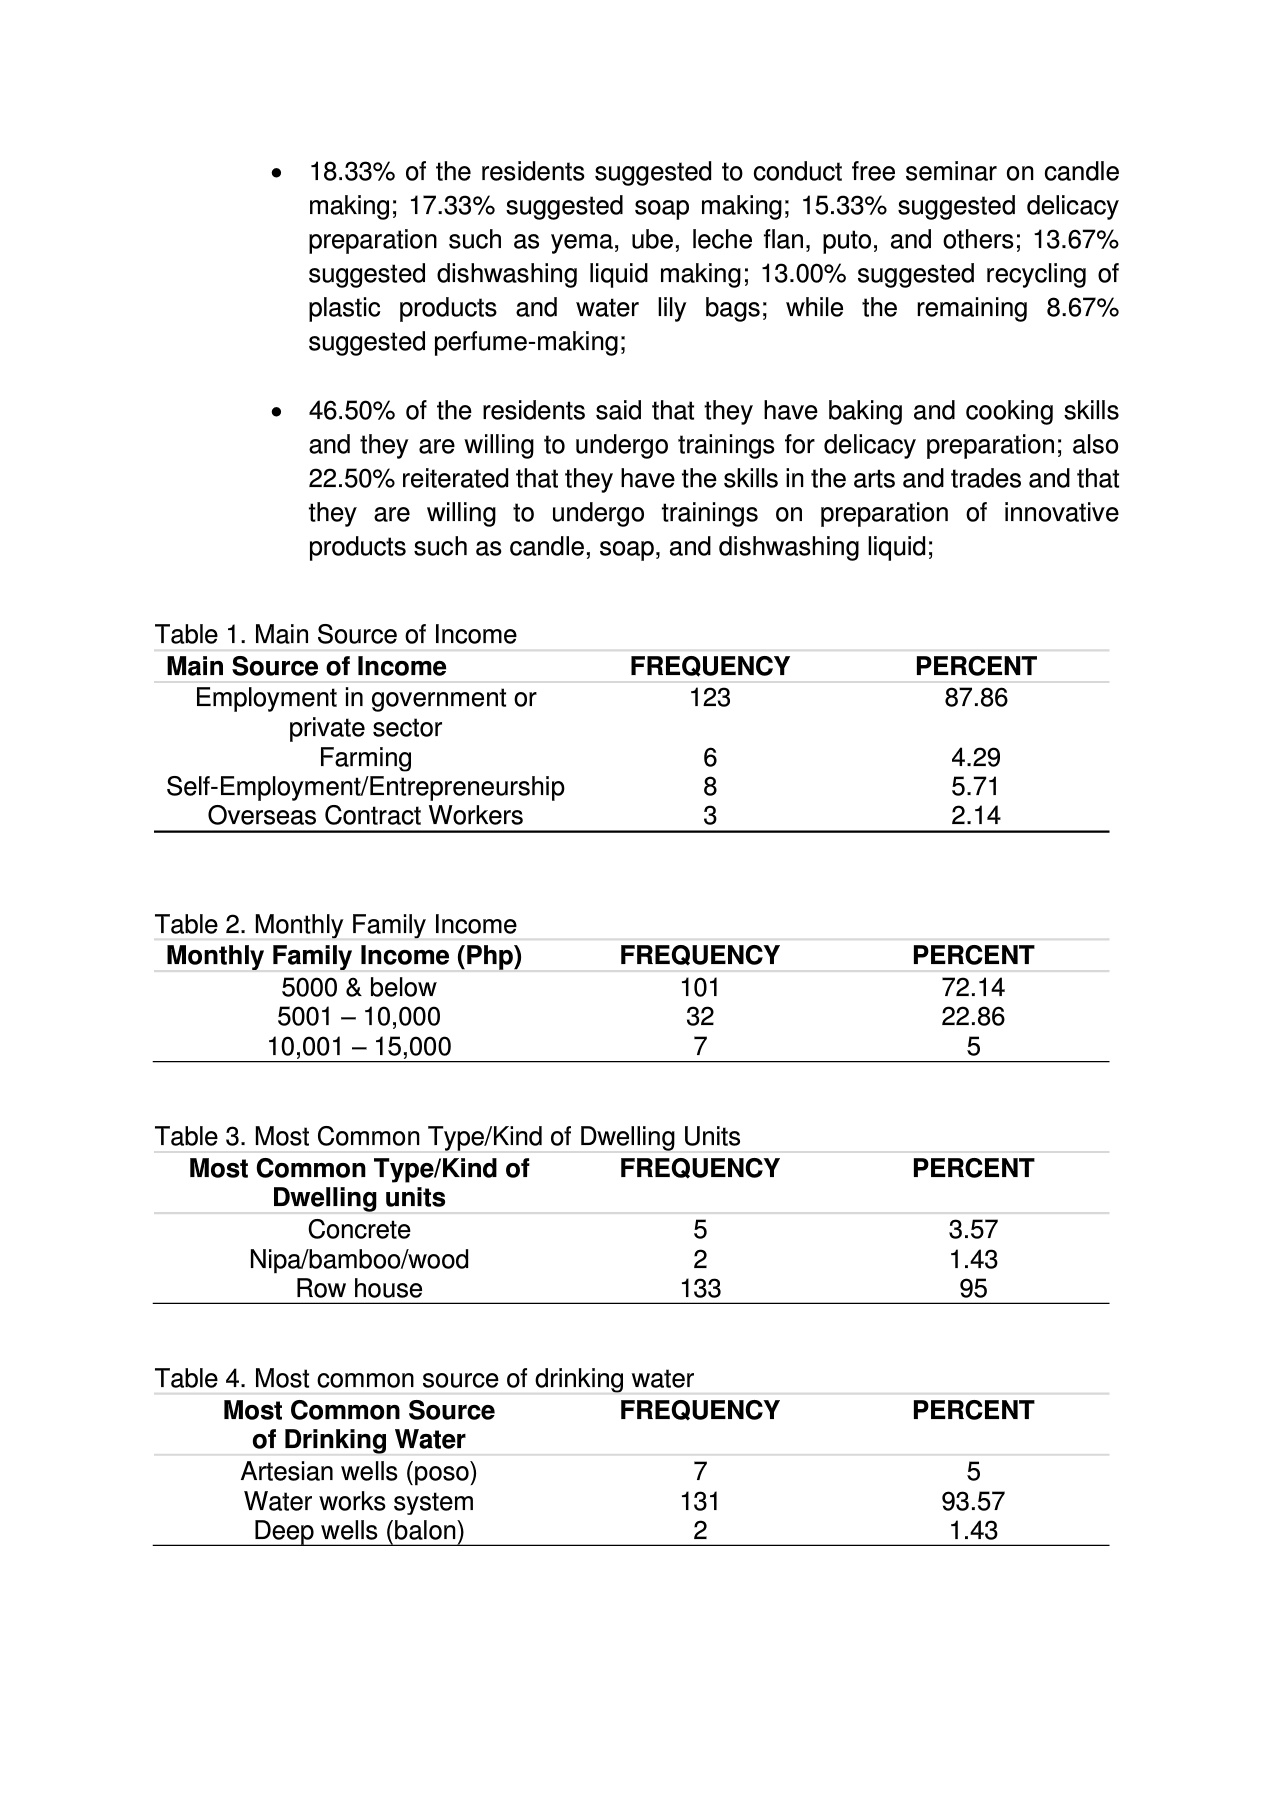 • 18.33% of the residents suggested to conduct free seminar on candle
making; 17.33% suggested soap making; 15.33% suggested delicacy
preparation such as yema, ube, leche flan, puto, and others; 13.67%
suggested dishwashing liquid making; 13.00% suggested recycling of
plastic products and water lily bags; while the remaining 8.67%
suggested perfume-making;
• 46.50% of the residents said that they have baking and cooking skills
and they are willing to undergo trainings for delicacy preparation; also
22.50% reiterated that they have the skills in the arts and trades and that
they are willing to undergo trainings on preparation of innovative
products such as candle, soap, and dishwashing liquid;
Table 1. Main Source of Income
Main Source of Income FREQUENCY PERCENT
Employment in government or 123 87.86
private sector
Farming 6 4.29
Self-Employment/Entrepreneurship 8 5.71
Overseas Contract Workers 3 2.14
Table 2. Monthly Family Income
Monthly Family Income (Php) FREQUENCY PERCENT
5000 & below 101 72.14
5001 – 10,000 32 22.86
10,001 – 15,000 7 5
Table 3. Most Common Type/Kind of Dwelling Units
Most Common Type/Kind of FREQUENCY PERCENT
Dwelling units
Concrete 5 3.57
Nipa/bamboo/wood 2 1.43
Row house 133 95
Table 4. Most common source of drinking water
Most Common Source FREQUENCY PERCENT
of Drinking Water
Artesian wells (poso) 7 5
Water works system 131 93.57
Deep wells (balon) 2 1.43